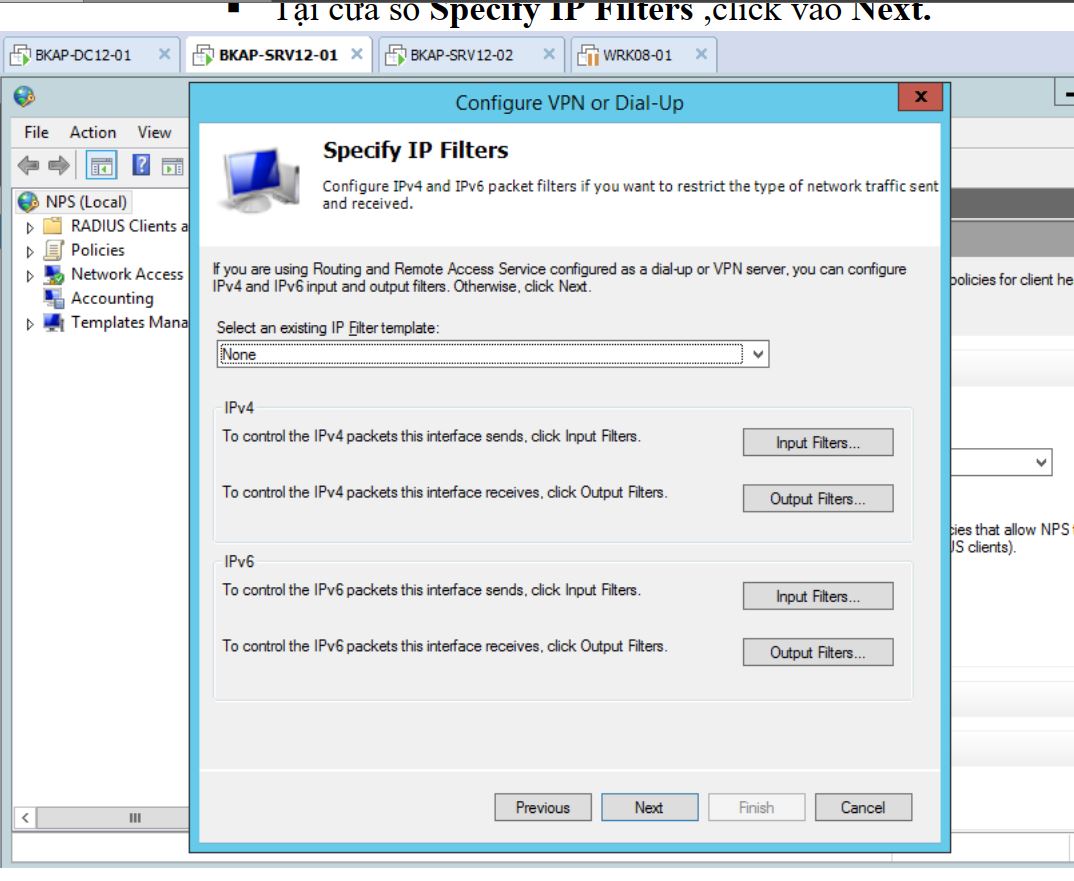 ▪ Tại cửa sổ Specify IP Filters ,click vào Next.
BKAP-DC12-01 × BKAP-SRV12-01 × BKAP-SRV12-02 × WRK08-01 ×
Configure VPN or Dial-Up
x
File Action View
Specify IP Filters
Configure IPv4 and IPv6 packet filters if you want to restrict the type of network traffic sent
and received.
NPS (Local)
RADIUS Clients a
Policies
Network Access
Accounting
Templates Mana
If you are using Routing and Remote Access Service configured as a dial-up or VPN server, you can configure
IPv4 and IPv6 input and output filters. Otherwise, click Next.
Select an existing IP Filter template:
None
IPv4
To control the IPv4 packets this interface sends, click Input Filters.
Input Filters...
To control the IPv4 packets this interface receives, click Output Filters.
Output Filters...
IPv6
To control the IPv6 packets this interface sends, click Input Filters.
Input Filters...
To control the IPv6 packets this interface receives, click Output Filters.
Output Filters...
Previous Next Finish Cancel
policies for client he
cies that allow NPS
US clients).